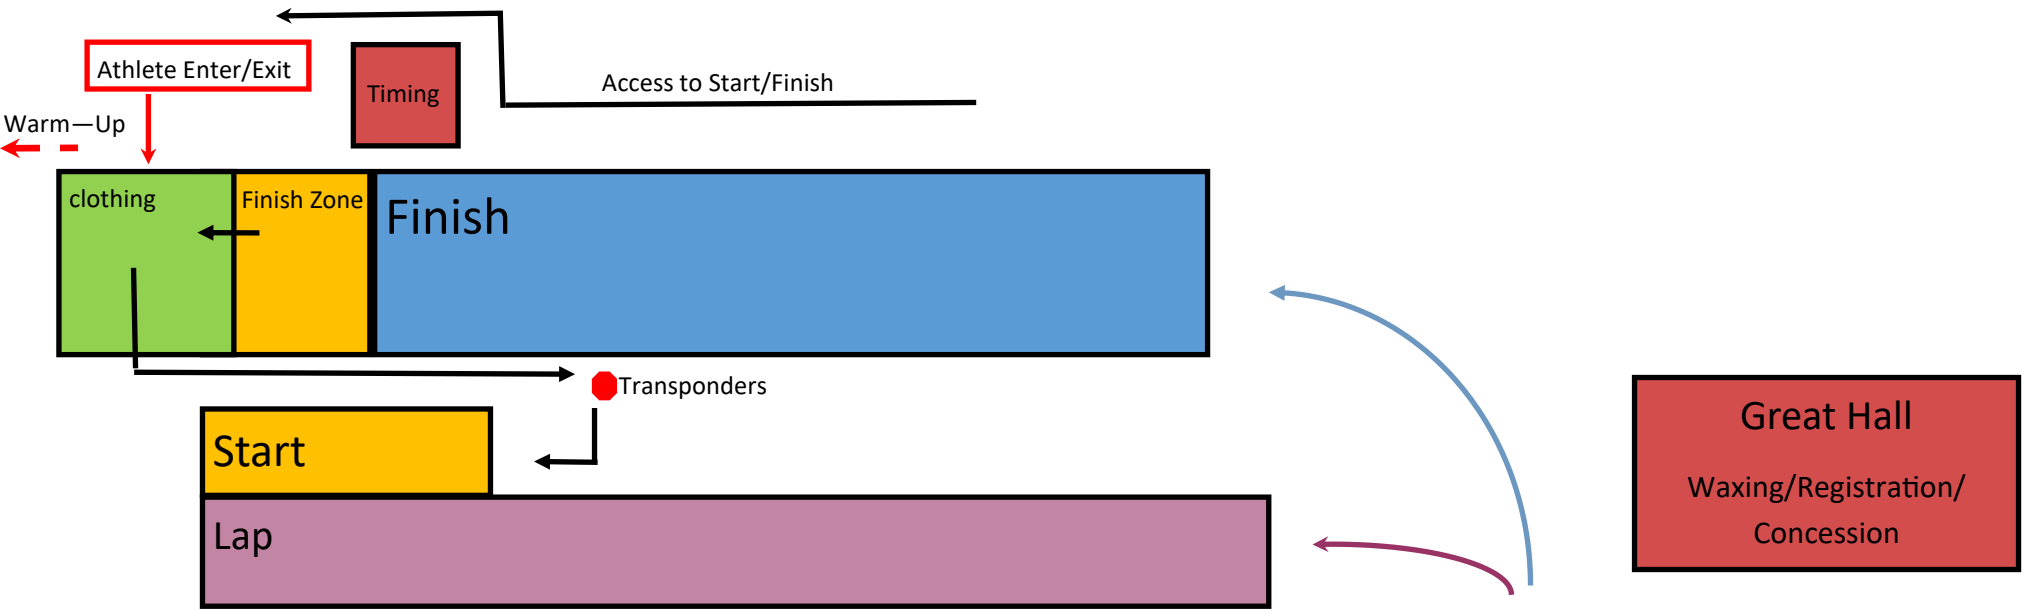 Athlete Enter/Exit
Timing
Access to Start/Finish
Warm—Up
clothing
Finish Zone
Finish
Transponders
Start
Lap
Great Hall
Waxing/Registration/
Concession